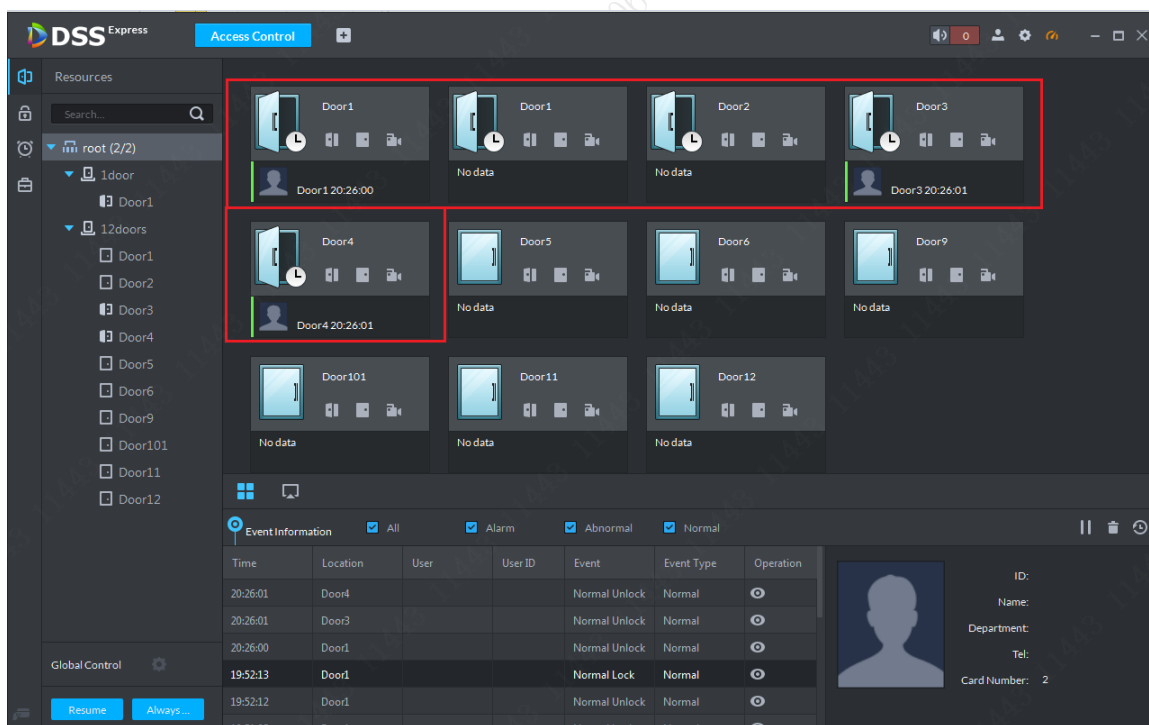 DSS Express
Access Control
0
Resources
Search...
root (2/2)
1door
Door1
12doors
Door1
Door2
Door3
Door4
Door5
Door6
Door9
Door101
Door11
Door12
Global Control
Resume
Always...
Door1
Door1 20:26:00
Door1
No data
Door2
No data
Door3
Door3 20:26:01
Door4
Door4 20:26:01
Door5
No data
Door6
No data
Door9
No data
Door101
No data
Door11
No data
Door12
No data
Event Information All Alarm Abnormal Normal
Time Location User User ID Event Event Type Operation
20:26:01 Door4 Normal Unlock Normal
20:26:01 Door3 Normal Unlock Normal
20:26:00 Door1 Normal Unlock Normal
19:52:13 Door1 Normal Lock Normal
19:52:12 Door1 Normal Unlock Normal
ID:
Name:
Department:
Tel:
Card Number: 2